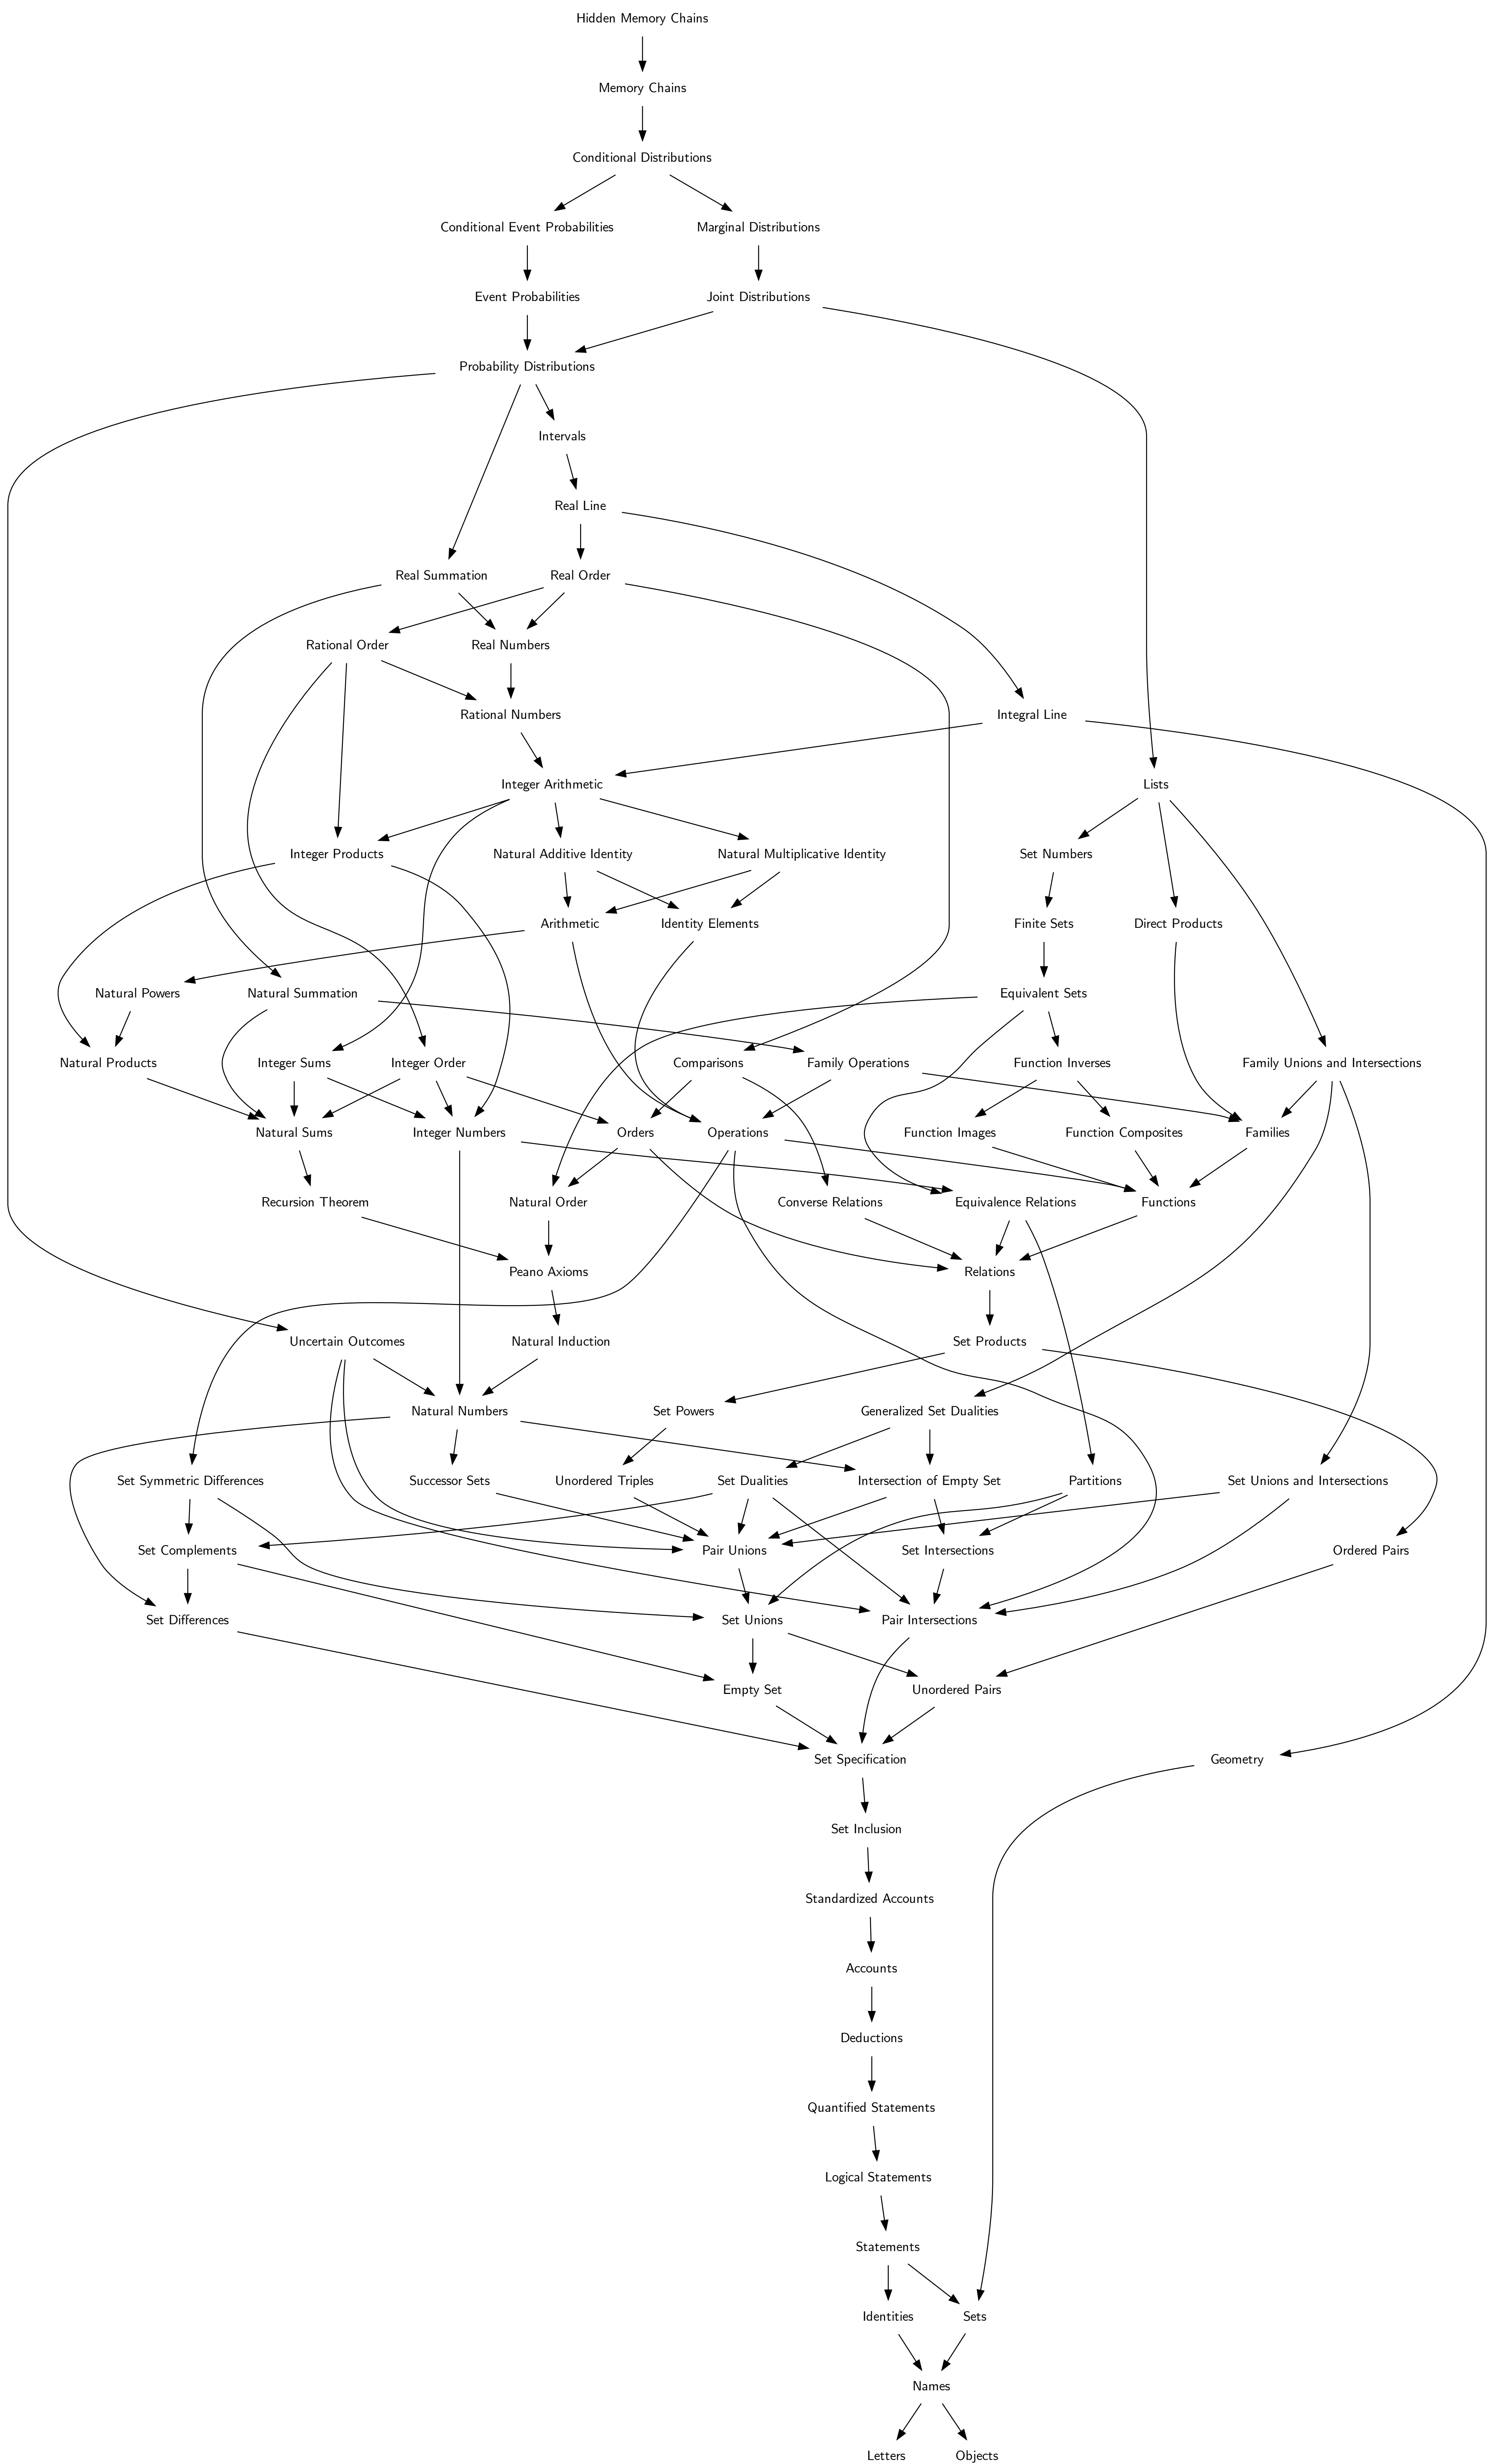 Hidden Memory Chains
Memory Chains
Conditional Distributions
Conditional Event Probabilities
Marginal Distributions
Event Probabilities
Joint Distributions
Probability Distributions
Intervals
Real Line
Real Summation
Real Order
Rational Order
Real Numbers
Rational Numbers
Integral Line
Integer Arithmetic
Lists
Integer Products
Natural Additive Identity
Natural Multiplicative Identity
Set Numbers
Arithmetic
Identity Elements
Finite Sets
Direct Products
Natural Powers
Natural Summation
Equivalent Sets
Natural Products
Integer Sums
Integer Order
Comparisons
Family Operations
Function Inverses
Family Unions and Intersections
Natural Sums
Integer Numbers
Orders
Operations
Function Images
Function Composites
Families
Recursion Theorem
Natural Order
Converse Relations
Equivalence Relations
Functions
Peano Axioms
Relations
Uncertain Outcomes
Natural Induction
Set Products
Natural Numbers
Set Powers
Generalized Set Dualities
Set Symmetric Differences
Successor Sets
Unordered Triples
Set Dualities
Intersection of Empty Set
Partitions
Set Unions and Intersections
Set Complements
Pair Unions
Set Intersections
Ordered Pairs
Set Differences
Set Unions
Pair Intersections
Empty Set
Unordered Pairs
Set Specification
Geometry
Set Inclusion
Standardized Accounts
Accounts
Deductions
Quantified Statements
Logical Statements
Statements
Identities
Sets
Names
Letters
Objects